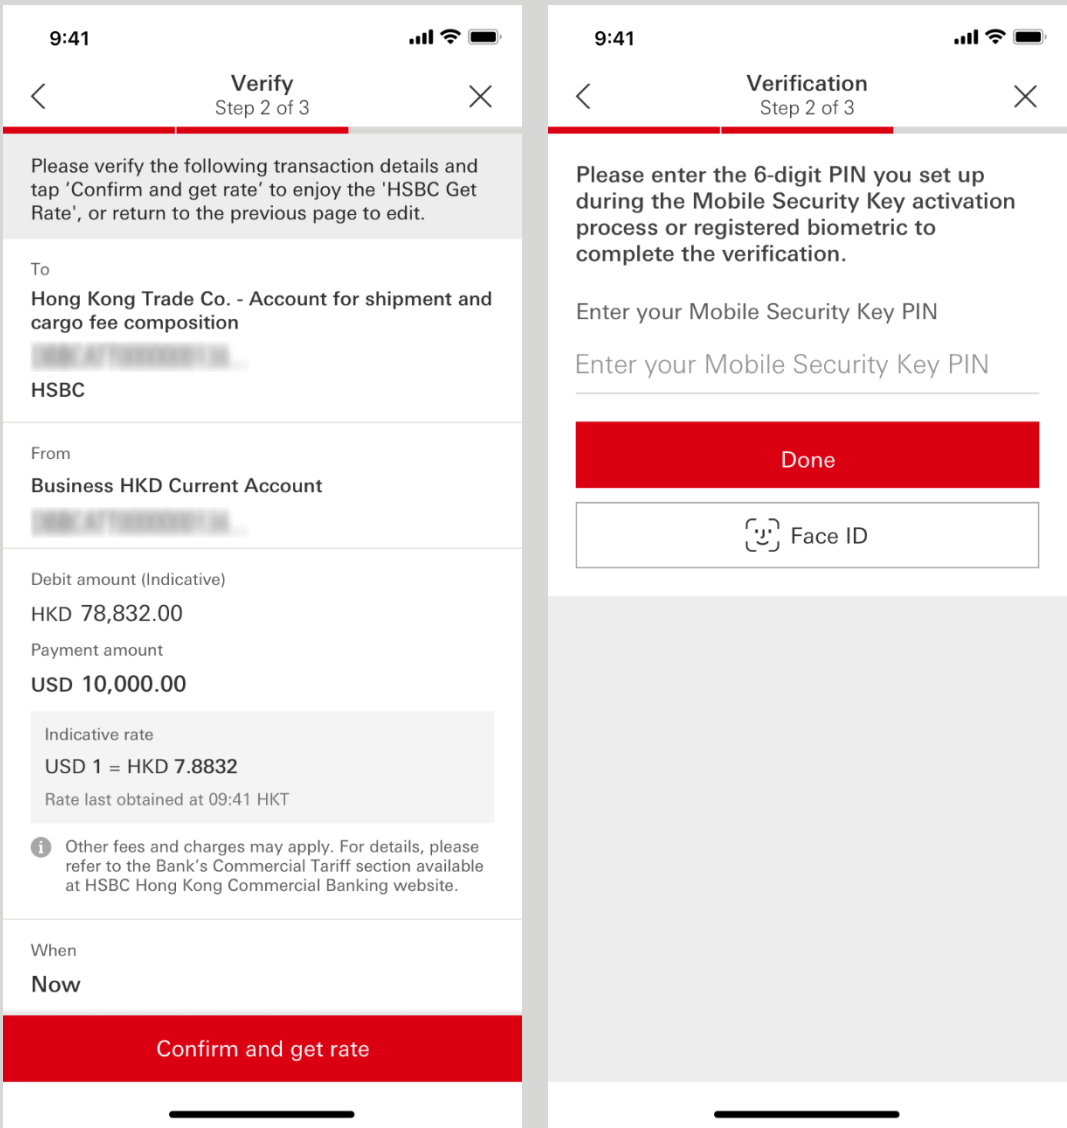 9:41
Verify
Step 2 of 3
Please verify the following transaction details and
tap ‘Confirm and get rate’ to enjoy the 'HSBC Get
Rate', or return to the previous page to edit.
To
Hong Kong Trade Co. - Account for shipment and
cargo fee composition
HSBC
From
Business HKD Current Account
Debit amount (Indicative)
HKD 78,832.00
Payment amount
USD 10,000.00
Indicative rate
USD 1 = HKD 7.8832
Rate last obtained at 09:41 HKT
Other fees and charges may apply. For details, please
refer to the Bank’s Commercial Tariff section available
at HSBC Hong Kong Commercial Banking website.
When
Now
Confirm and get rate
9:41
Verification
Step 2 of 3
Please enter the 6-digit PIN you set up
during the Mobile Security Key activation
process or registered biometric to
complete the verification.
Enter your Mobile Security Key PIN
Enter your Mobile Security Key PIN
Done
Face ID